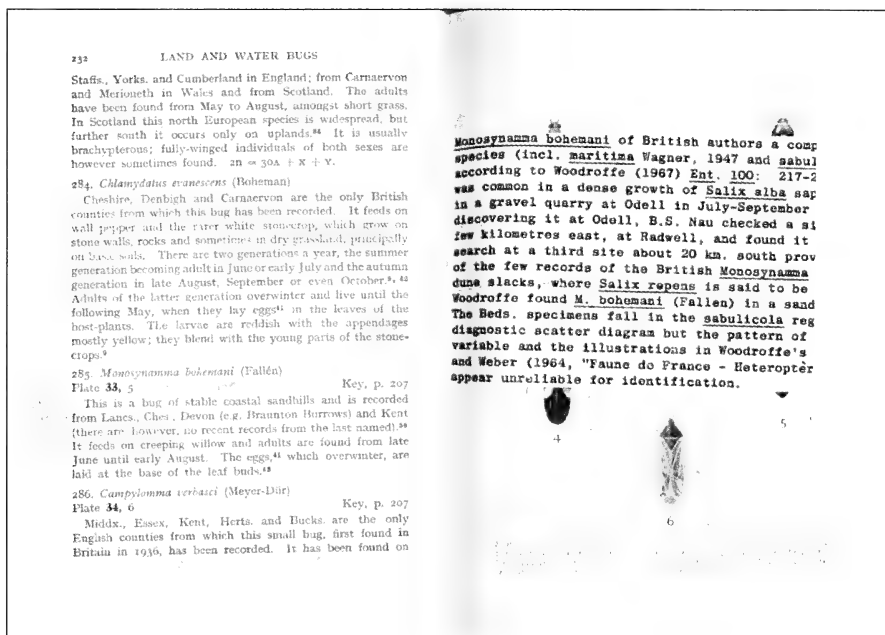 232 LAND AND WATER BUGS
Staffs., Yorks. and Cumberland in England; from Carnarvon
and Merioneth in Wales and from Scotland. The adults
have been found from May to August, amongst short grass.
In Scotland this north European species is widespread, but
further south it occurs only on uplands.⁸⁴ It is usually
brachypterous; fully-winged individuals of both sexes are
however sometimes found. 2n = 30A + X + Y.
284. Chlamydatus evanescens (Boheman)
Cheshire, Denbigh and Carnarvon are the only British
counties from which this bug has been recorded. It feeds on
wall pepper and the rarer white stonecrop, which grow on
stone walls, rocks and sometimes in dry grassland, principally
on basic soils. There are two generations a year, the summer
generation becoming adult in June or early July and the autumn
generation in late August, September or even October.⁹, ⁴²
Adults of the latter generation overwinter and live until the
following May, when they lay eggs⁴¹ in the leaves of the
host-plants. The larvae are reddish with the appendages
mostly yellow; they blend with the young parts of the stone-
crops.⁹
285. Monosynamma bohemani (Fallén)
Plate 33, 5 Key, p. 207
This is a bug of stable coastal sandhills and is recorded
from Lancs., Ches., Devon (e.g. Braunton Burrows) and Kent
(there are, however, no recent records from the last named).⁵⁹
It feeds on creeping willow and adults are found from late
June until early August. The eggs,⁴¹ which overwinter, are
laid at the base of the leaf buds.⁴²
286. Campylomma verbasci (Meyer-Dür)
Plate 34, 6 Key, p. 207
Middx., Essex, Kent, Herts. and Bucks. are the only
English counties from which this small bug, first found in
Britain in 1936, has been recorded. It has been found on
Monosynamma bohemani of British authors a comp
species (incl. maritima Wagner, 1947 and sabul
according to Woodroffe (1967) Ent. 100: 217-2
was common in a dense growth of Salix alba sap
in a gravel quarry at Odell in July-September
discovering it at Odell, B.S. Nau checked a si
few kilometres east, at Radwell, and found it
search at a third site about 20 km. south prov
of the few records of the British Monosynamma
dune slacks, where Salix repens is said to be
Woodroffe found M. bohemani (Fallen) in a sand
The Beds. specimens fall in the sabulicola reg
diagnostic scatter diagram but the pattern of
variable and the illustrations in Woodroffe's
and Weber (1964, "Faune do France - Heteroptèr
appear unreliable for identification.
4
5
6